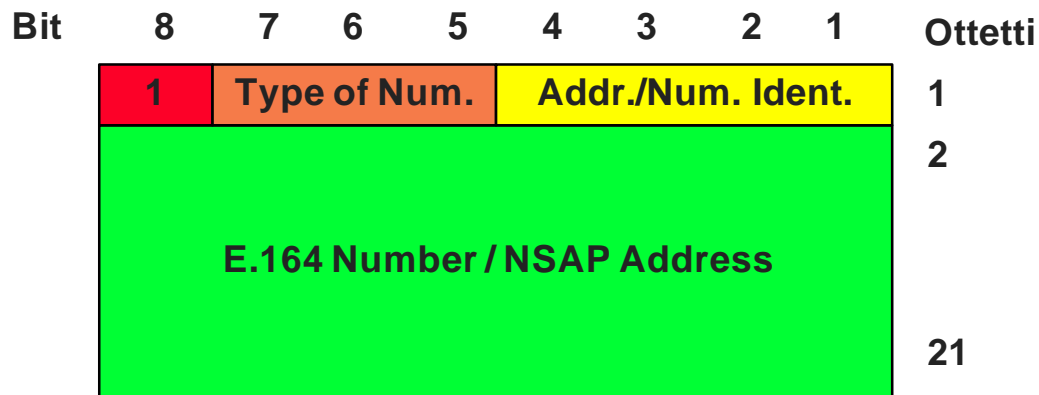 Bit 8 7 6 5 4 3 2 1 Ottetti
1 Type of Num. Addr./Num. Ident. 1
2
E.164 Number / NSAP Address
21